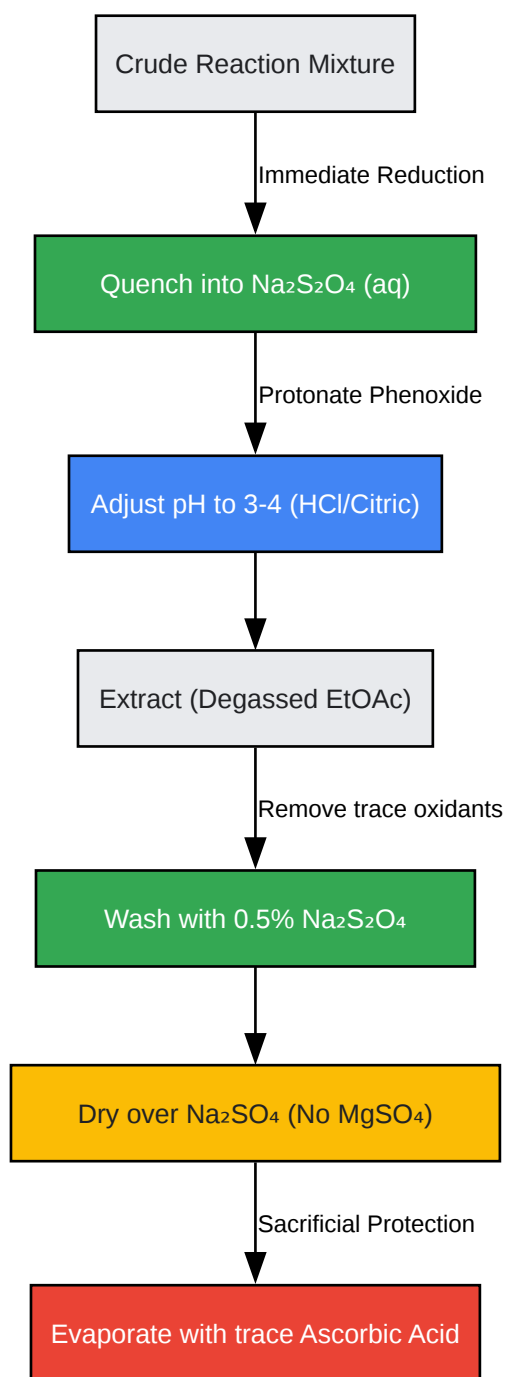 Crude Reaction Mixture
Immediate Reduction
Quench into Na₂S₂O₄ (aq)
Protonate Phenoxide
Adjust pH to 3-4 (HCl/Citric)
Extract (Degassed EtOAc)
Remove trace oxidants
Wash with 0.5% Na₂S₂O₄
Dry over Na₂SO₄ (No MgSO₄)
Sacrificial Protection
Evaporate with trace Ascorbic Acid